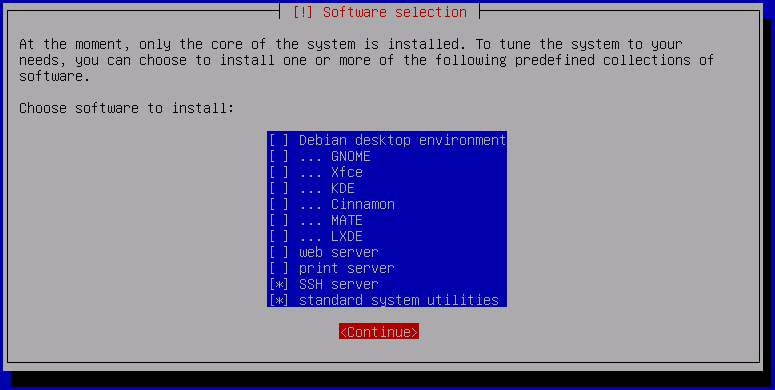 [!] Software selection
At the moment, only the core of the system is installed. To tune the system to your
needs, you can choose to install one or more of the following predefined collections of
software.
Choose software to install:
[ ] Debian desktop environment
[ ] ... GNOME
[ ] ... Xfce
[ ] ... KDE
[ ] ... Cinnamon
[ ] ... MATE
[ ] ... LXDE
[ ] web server
[ ] print server
[*] SSH server
[*] standard system utilities
<Continue>